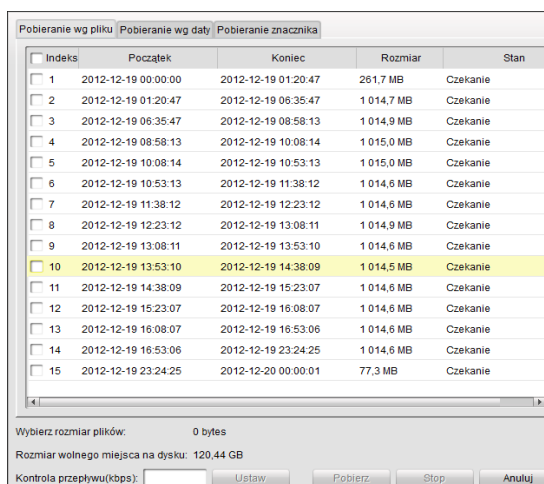 Pobieranie wg pliku Pobieranie wg daty Pobieranie znacznika
Indeks Początek Koniec Rozmiar Stan
1 2012-12-19 00:00:00 2012-12-19 01:20:47 261,7 MB Czekanie
2 2012-12-19 01:20:47 2012-12-19 06:35:47 1 014,7 MB Czekanie
3 2012-12-19 06:35:47 2012-12-19 08:58:13 1 014,9 MB Czekanie
4 2012-12-19 08:58:13 2012-12-19 10:08:14 1 015,0 MB Czekanie
5 2012-12-19 10:08:14 2012-12-19 10:53:13 1 015,0 MB Czekanie
6 2012-12-19 10:53:13 2012-12-19 11:38:12 1 014,6 MB Czekanie
7 2012-12-19 11:38:12 2012-12-19 12:23:12 1 014,6 MB Czekanie
8 2012-12-19 12:23:12 2012-12-19 13:08:11 1 014,9 MB Czekanie
9 2012-12-19 13:08:11 2012-12-19 13:53:10 1 014,6 MB Czekanie
10 2012-12-19 13:53:10 2012-12-19 14:38:09 1 014,5 MB Czekanie
11 2012-12-19 14:38:09 2012-12-19 15:23:07 1 014,6 MB Czekanie
12 2012-12-19 15:23:07 2012-12-19 16:08:07 1 014,6 MB Czekanie
13 2012-12-19 16:08:07 2012-12-19 16:53:06 1 014,6 MB Czekanie
14 2012-12-19 16:53:06 2012-12-19 23:24:25 1 014,6 MB Czekanie
15 2012-12-19 23:24:25 2012-12-20 00:00:01 77,3 MB Czekanie
Wybierz rozmiar plików: 0 bytes
Rozmiar wolnego miejsca na dysku: 120,44 GB
Kontrola przepływu(kbps): Ustaw Pobierz Stop Anuluj